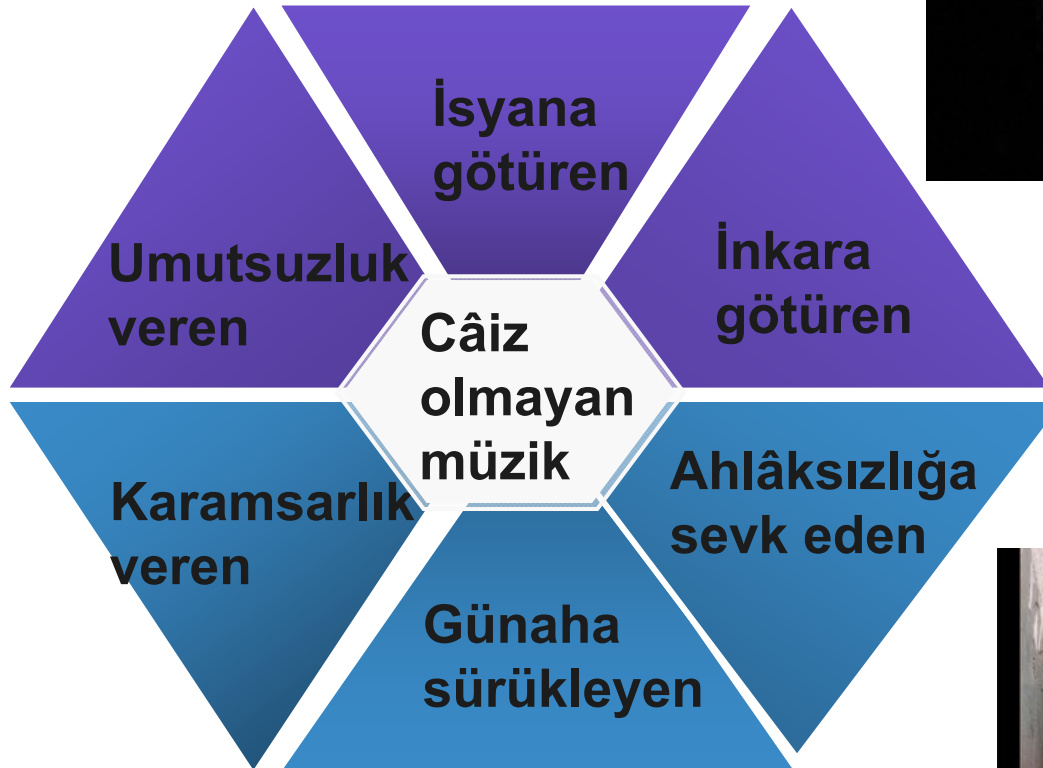 İsyana
götüren
Umutsuzluk
veren
İnkara
götüren
Câiz
olmayan
müzik
Karamsarlık
veren
Ahlâksızlığa
sevk eden
Günaha
sürükleyen